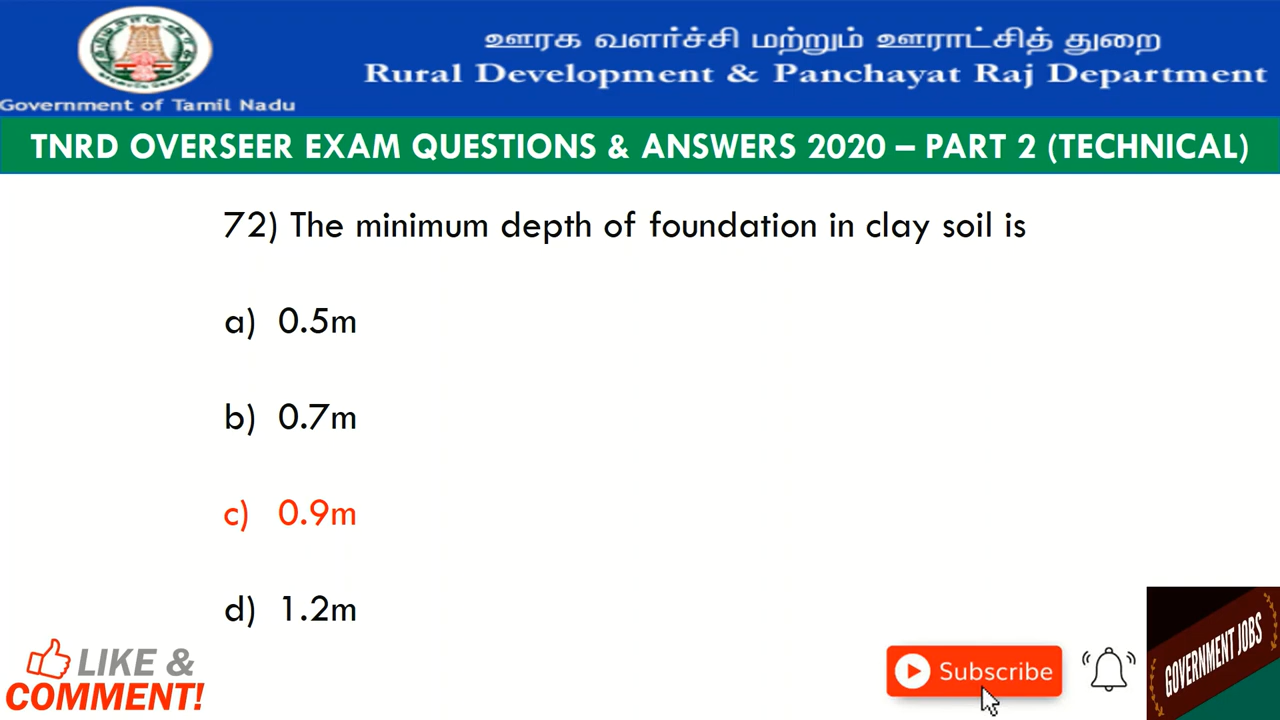 ஊரக வளர்ச்சி மற்றும் ஊராட்சித் துறை
Rural Development & Panchayat Raj Department
Government of Tamil Nadu
TNRD OVERSEER EXAM QUESTIONS & ANSWERS 2020 – PART 2 (TECHNICAL)
72) The minimum depth of foundation in clay soil is
a) 0.5m
b) 0.7m
c) 0.9m
d) 1.2m
LIKE &
COMMENT!
Subscribe
GOVERNMENT JOBS